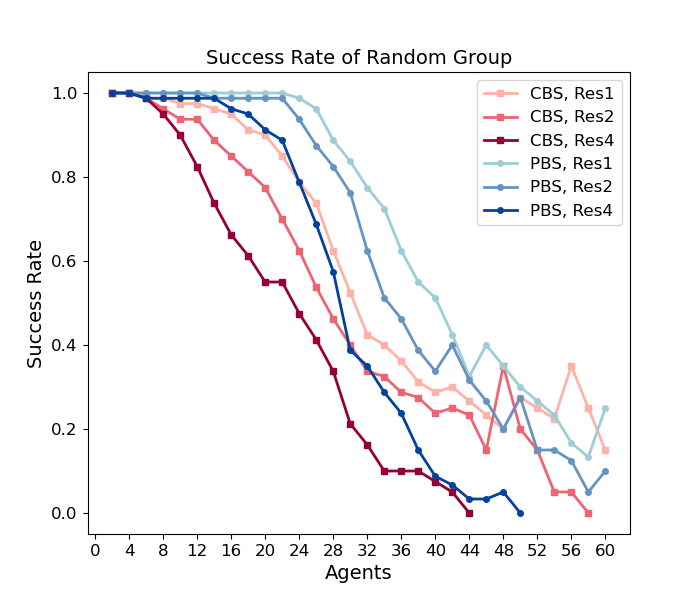 Success Rate of Random Group
1.0
0.8
0.6
0.4
0.2
0.0
Success Rate
CBS, Res1
CBS, Res2
CBS, Res4
PBS, Res1
PBS, Res2
PBS, Res4
0 4 8 12 16 20 24 28 32 36 40 44 48 52 56 60
Agents